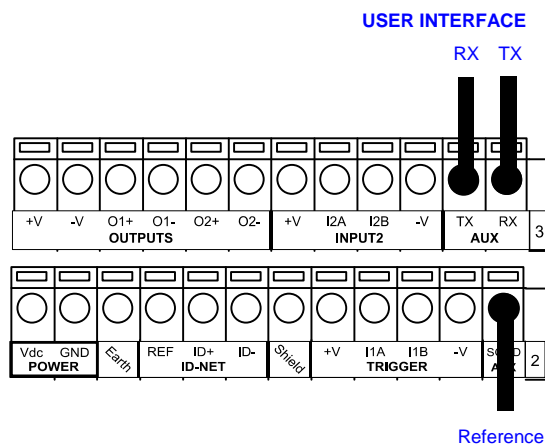 USER INTERFACE
RX TX
+V -V O1+ O1- O2+ O2- +V I2A I2B -V TX RX
OUTPUTS INPUT2 AUX 3
Vdc GND Earth REF ID+ ID- Shield +V I1A I1B -V
POWER ID-NET TRIGGER 2
Reference